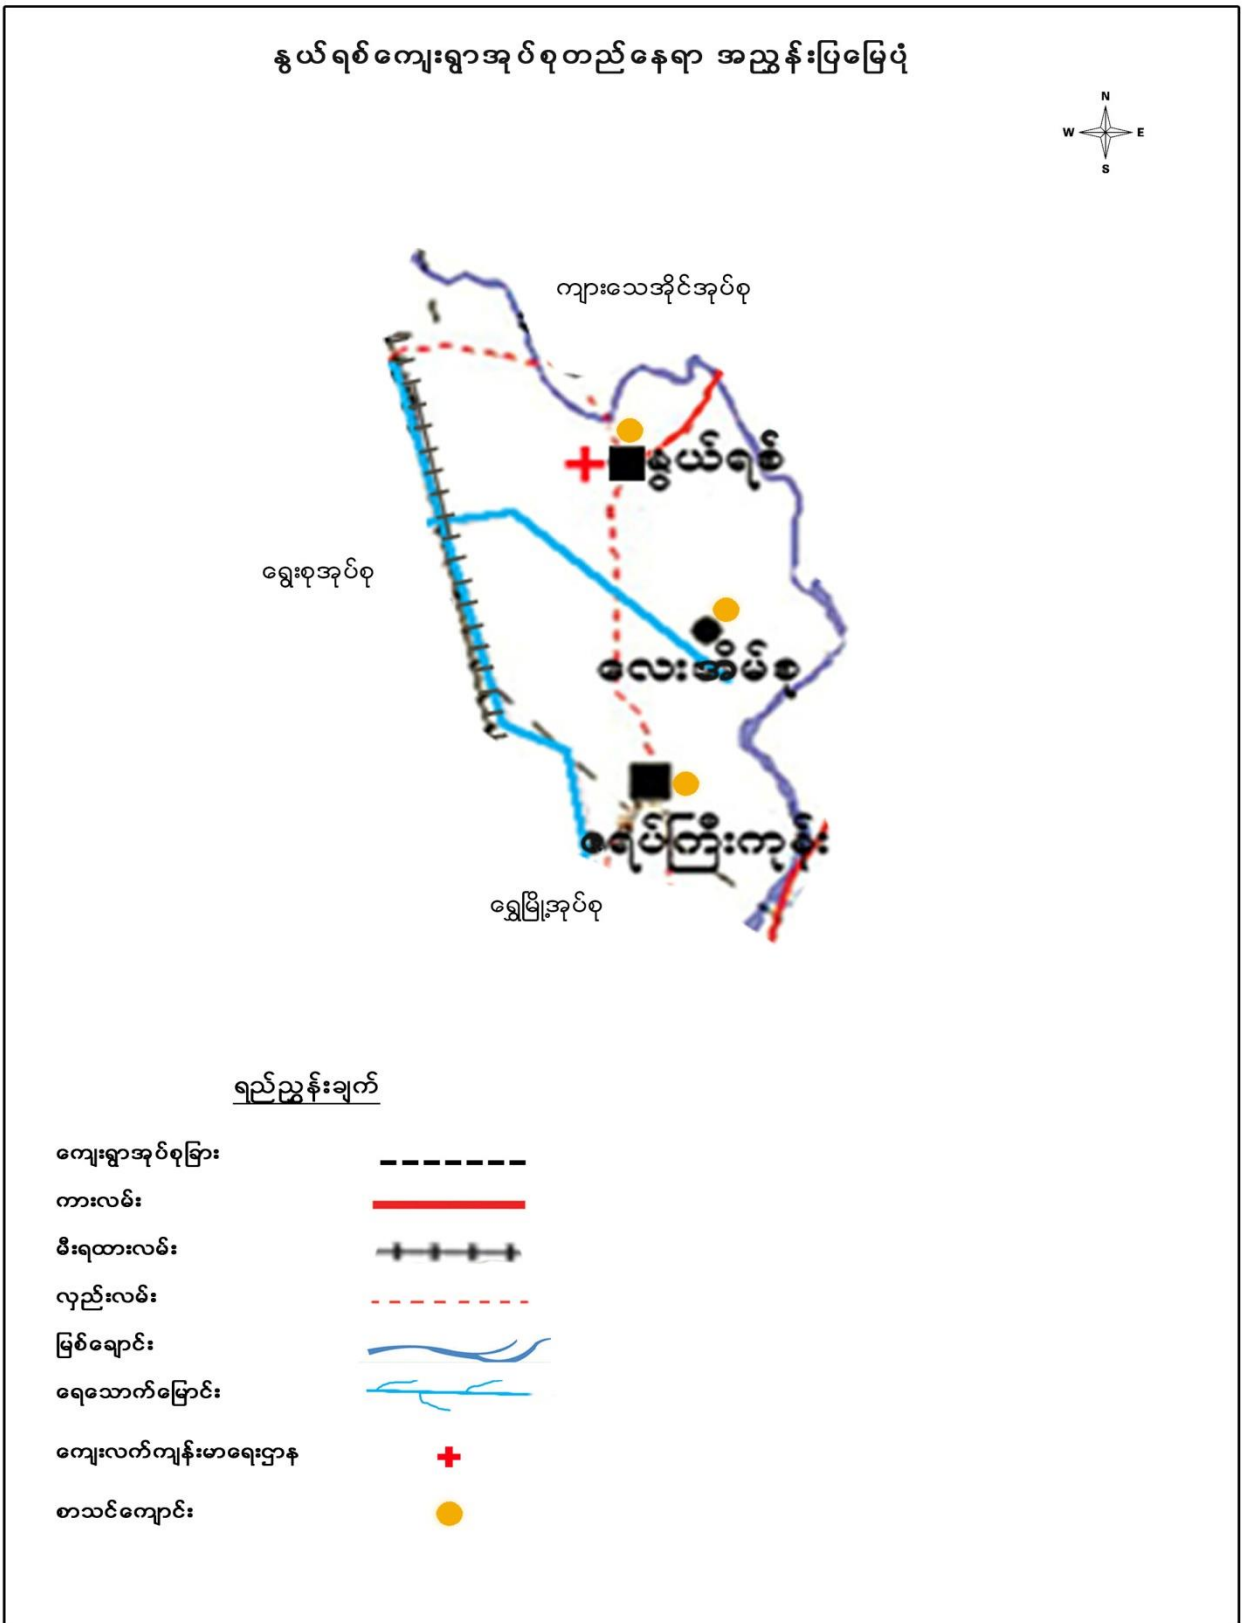 နွယ်ရစ်ကျေးရွာအုပ်စုတည်နေရာ အညွှန်းပြမြေပုံ
N
W E
S
ကျားသေအိုင်အုပ်စု
နွယ်ရစ်
ရွေးစုအုပ်စု
လေးအိမ်စု
ဇရပ်ကြီးကုန်း
ရွှေမြို့အုပ်စု
ရည်ညွှန်းချက်
ကျေးရွာအုပ်စုခြား
ကားလမ်း
မီးရထားလမ်း
လှည်းလမ်း
မြစ်ချောင်း
ရေသောက်မြောင်း
ကျေးလက်ကျန်းမာရေးဌာန
စာသင်ကျောင်း